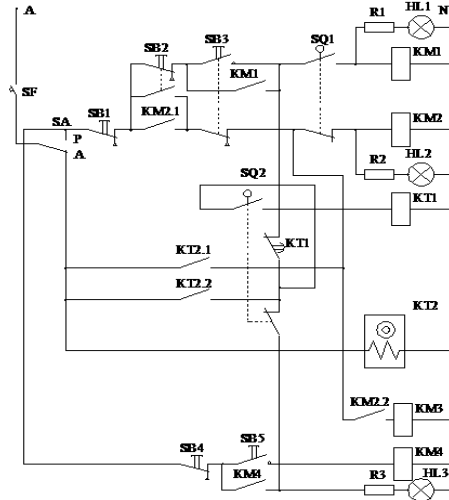 A
R1 HL1 N
SB2 SB3 SQ1
KM1
KM1
SF
KM2.1
SA SB1 KM2
P
A
HL2
R2
SQ2
KT1
KT1
KT2.1
KT2.2
KT2
KM2.2 KM3
SB4 SB5 KM4
KM4 R3 HL3